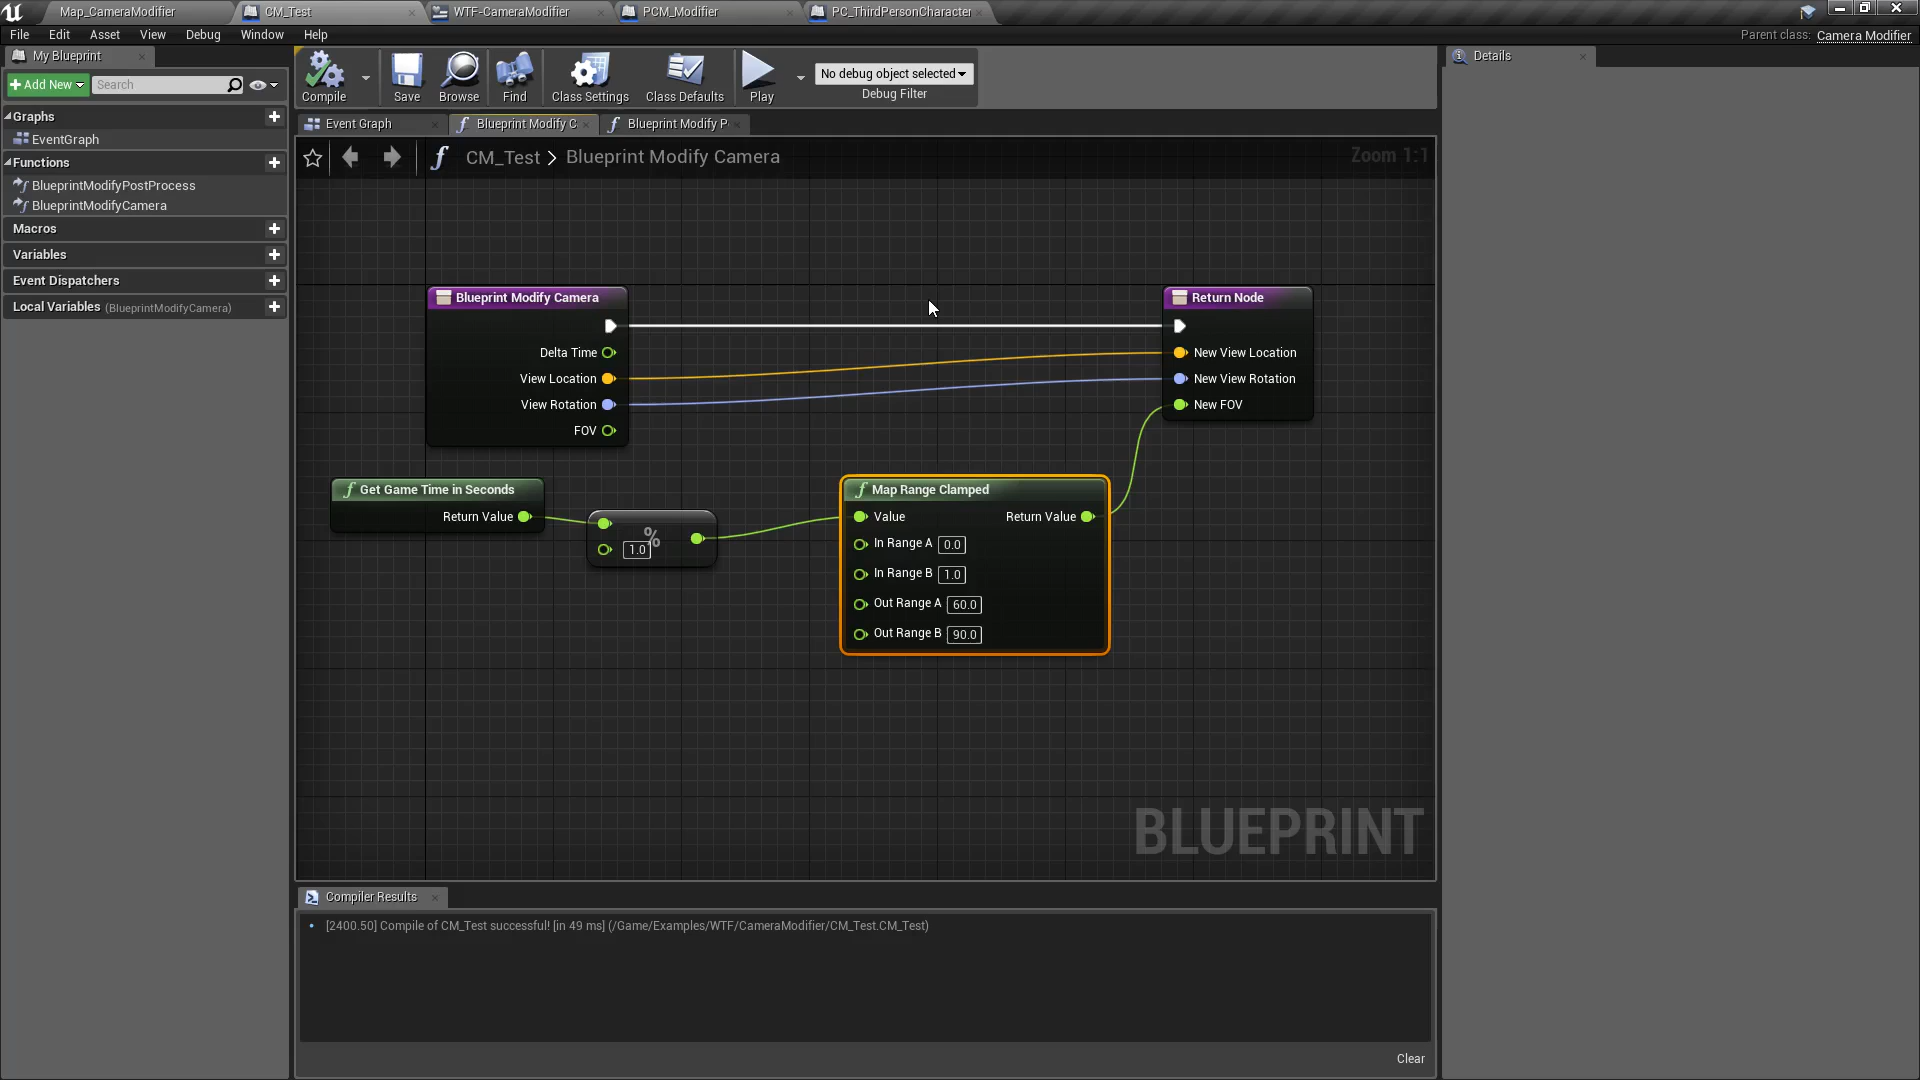 Map_CameraModifier
CM_Test
WTF-CameraModifier
PCM_Modifier
PC_ThirdPersonCharacter
File
Edit
Asset
View
Debug
Window
Help
Parent class:
Camera Modifier
My Blueprint
Details
Add New
Search
Compile
Save
Browse
Find
Class Settings
Class Defaults
Play
No debug object selected
Debug Filter
Graphs
EventGraph
Functions
BlueprintModifyPostProcess
BlueprintModifyCamera
Macros
Variables
Event Dispatchers
Local Variables (BlueprintModifyCamera)
Event Graph
Blueprint Modify C
Blueprint Modify P
CM_Test > Blueprint Modify Camera
Zoom 1:1
Blueprint Modify Camera
Delta Time
View Location
View Rotation
FOV
Return Node
New View Location
New View Rotation
New FOV
Get Game Time in Seconds
Return Value
%
1.0
Map Range Clamped
Value
Return Value
In Range A 0.0
In Range B 1.0
Out Range A 60.0
Out Range B 90.0
BLUEPRINT
Compiler Results
[2400.50] Compile of CM_Test successful! [in 49 ms] (/Game/Examples/WTF/CameraModifier/CM_Test.CM_Test)
Clear